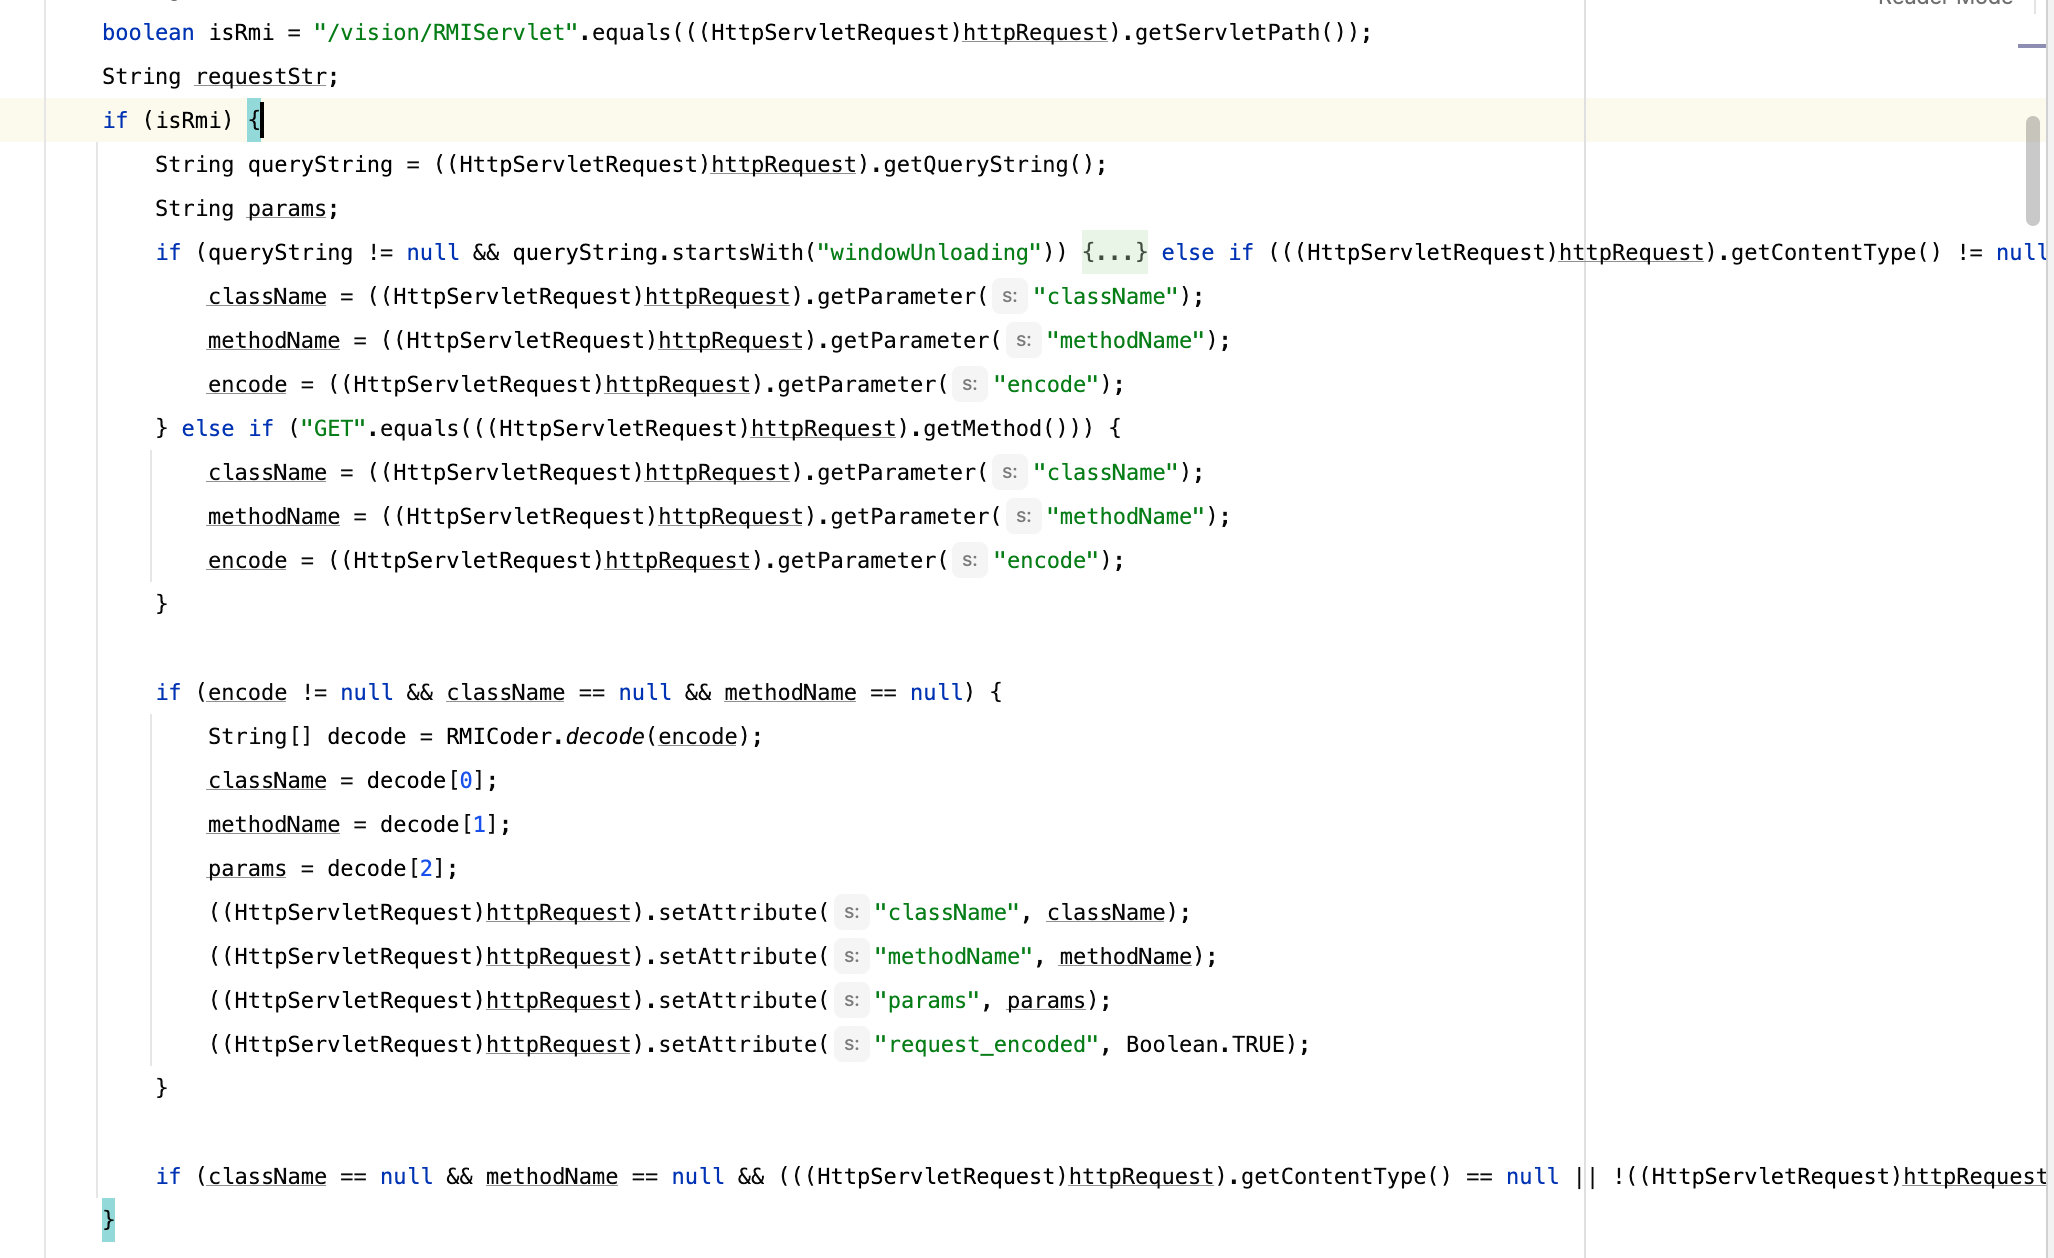 Reader Mode
boolean isRmi = "/vision/RMIServlet".equals(((HttpServletRequest)httpRequest).getServletPath());
String requestStr;
if (isRmi) {
String queryString = ((HttpServletRequest)httpRequest).getQueryString();
String params;
if (queryString != null && queryString.startsWith("windowUnloading")) {...} else if (((HttpServletRequest)httpRequest).getContentType() != null
className = ((HttpServletRequest)httpRequest).getParameter( s: "className");
methodName = ((HttpServletRequest)httpRequest).getParameter( s: "methodName");
encode = ((HttpServletRequest)httpRequest).getParameter( s: "encode");
} else if ("GET".equals(((HttpServletRequest)httpRequest).getMethod())) {
className = ((HttpServletRequest)httpRequest).getParameter( s: "className");
methodName = ((HttpServletRequest)httpRequest).getParameter( s: "methodName");
encode = ((HttpServletRequest)httpRequest).getParameter( s: "encode");
}
if (encode != null && className == null && methodName == null) {
String[] decode = RMICoder.decode(encode);
className = decode[0];
methodName = decode[1];
params = decode[2];
((HttpServletRequest)httpRequest).setAttribute( s: "className", className);
((HttpServletRequest)httpRequest).setAttribute( s: "methodName", methodName);
((HttpServletRequest)httpRequest).setAttribute( s: "params", params);
((HttpServletRequest)httpRequest).setAttribute( s: "request_encoded", Boolean.TRUE);
}
if (className == null && methodName == null && (((HttpServletRequest)httpRequest).getContentType() == null || !((HttpServletRequest)httpRequest
}